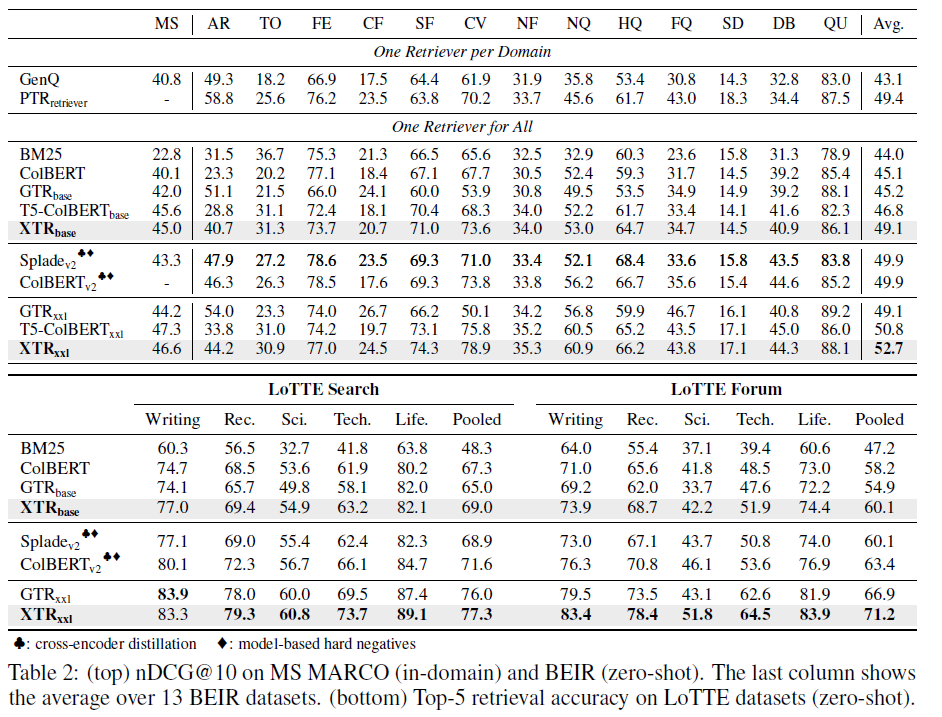 MS AR TO FE CF SF CV NF NQ HQ FQ SD DB QU Avg.
One Retriever per Domain
GenQ 40.8 49.3 18.2 66.9 17.5 64.4 61.9 31.9 35.8 53.4 30.8 14.3 32.8 83.0 43.1
PTRretriever - 58.8 25.6 76.2 23.5 63.8 70.2 33.7 45.6 61.7 43.0 18.3 34.4 87.5 49.4
One Retriever for All
BM25 22.8 31.5 36.7 75.3 21.3 66.5 65.6 32.5 32.9 60.3 23.6 15.8 31.3 78.9 44.0
ColBERT 40.1 23.3 20.2 77.1 18.4 67.1 67.7 30.5 52.4 59.3 31.7 14.5 39.2 85.4 45.1
GTRbase 42.0 51.1 21.5 66.0 24.1 60.0 53.9 30.8 49.5 53.5 34.9 14.9 39.2 88.1 45.2
T5-ColBERTbase 45.6 28.8 31.1 72.4 18.1 70.4 68.3 34.0 52.2 61.7 33.4 14.1 41.6 82.3 46.8
XTRbase 45.0 40.7 31.3 73.7 20.7 71.0 73.6 34.0 53.0 64.7 34.7 14.5 40.9 86.1 49.1
Spladev2♣♦ 43.3 47.9 27.2 78.6 23.5 69.3 71.0 33.4 52.1 68.4 33.6 15.8 43.5 83.8 49.9
ColBERTv2♣♦ - 46.3 26.3 78.5 17.6 69.3 73.8 33.8 56.2 66.7 35.6 15.4 44.6 85.2 49.9
GTRxxl 44.2 54.0 23.3 74.0 26.7 66.2 50.1 34.2 56.8 59.9 46.7 16.1 40.8 89.2 49.1
T5-ColBERTxxl 47.3 33.8 31.0 74.2 19.7 73.1 75.8 35.2 60.5 65.2 43.5 17.1 45.0 86.0 50.8
XTRxxl 46.6 44.2 30.9 77.0 24.5 74.3 78.9 35.3 60.9 66.2 43.8 17.1 44.3 88.1 52.7
LoTTE Search LoTTE Forum
Writing Rec. Sci. Tech. Life. Pooled Writing Rec. Sci. Tech. Life. Pooled
BM25 60.3 56.5 32.7 41.8 63.8 48.3 64.0 55.4 37.1 39.4 60.6 47.2
ColBERT 74.7 68.5 53.6 61.9 80.2 67.3 71.0 65.6 41.8 48.5 73.0 58.2
GTRbase 74.1 65.7 49.8 58.1 82.0 65.0 69.2 62.0 33.7 47.6 72.2 54.9
XTRbase 77.0 69.4 54.9 63.2 82.1 69.0 73.9 68.7 42.2 51.9 74.4 60.1
Spladev2♣♦ 77.1 69.0 55.4 62.4 82.3 68.9 73.0 67.1 43.7 50.8 74.0 60.1
ColBERTv2♣♦ 80.1 72.3 56.7 66.1 84.7 71.6 76.3 70.8 46.1 53.6 76.9 63.4
GTRxxl 83.9 78.0 60.0 69.5 87.4 76.0 79.5 73.5 43.1 62.6 81.9 66.9
XTRxxl 83.3 79.3 60.8 73.7 89.1 77.3 83.4 78.4 51.8 64.5 83.9 71.2
♣: cross-encoder distillation ♦: model-based hard negatives
Table 2: (top) nDCG@10 on MS MARCO (in-domain) and BEIR (zero-shot). The last column shows
the average over 13 BEIR datasets. (bottom) Top-5 retrieval accuracy on LoTTE datasets (zero-shot).